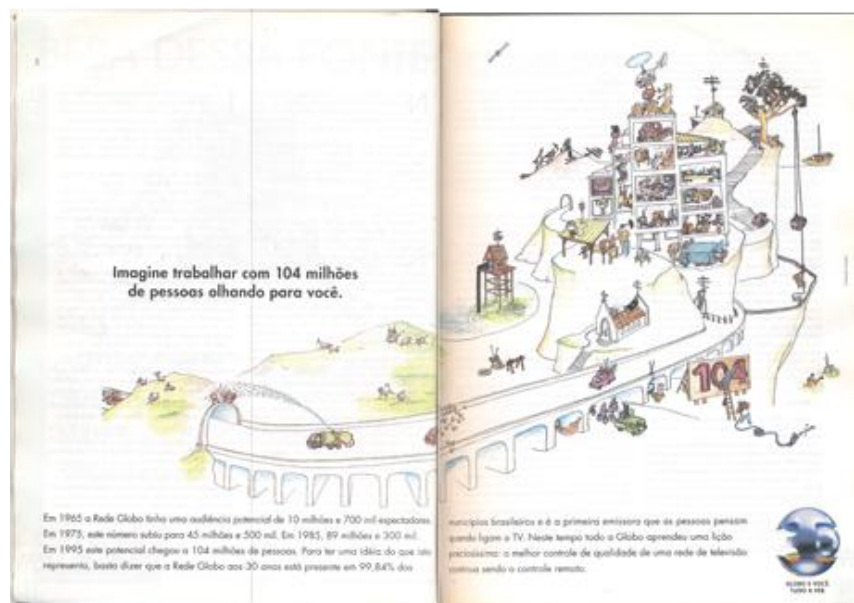 Imagine trabalhar com 104 milhões
de pessoas olhando para você.
104
Em 1965 a Rede Globo tinha uma audiência potencial de 10 milhões e 700 mil espectadores.
Em 1975, este número subiu para 45 milhões e 500 mil. Em 1985, 89 milhões e 300 mil.
Em 1995 este potencial chegou a 104 milhões de pessoas. Para ter uma idéia do que isto
representa, basta dizer que a Rede Globo aos 30 anos está presente em 99,84% dos
municípios brasileiros e é a primeira emissora que as pessoas pensam
quando ligam a TV. Neste tempo todo a Globo aprendeu uma lição
preciosíssima: o melhor controle de qualidade de uma rede de televisão
continua sendo o controle remoto.
GLOBO E VOCÊ
TUDO A VER